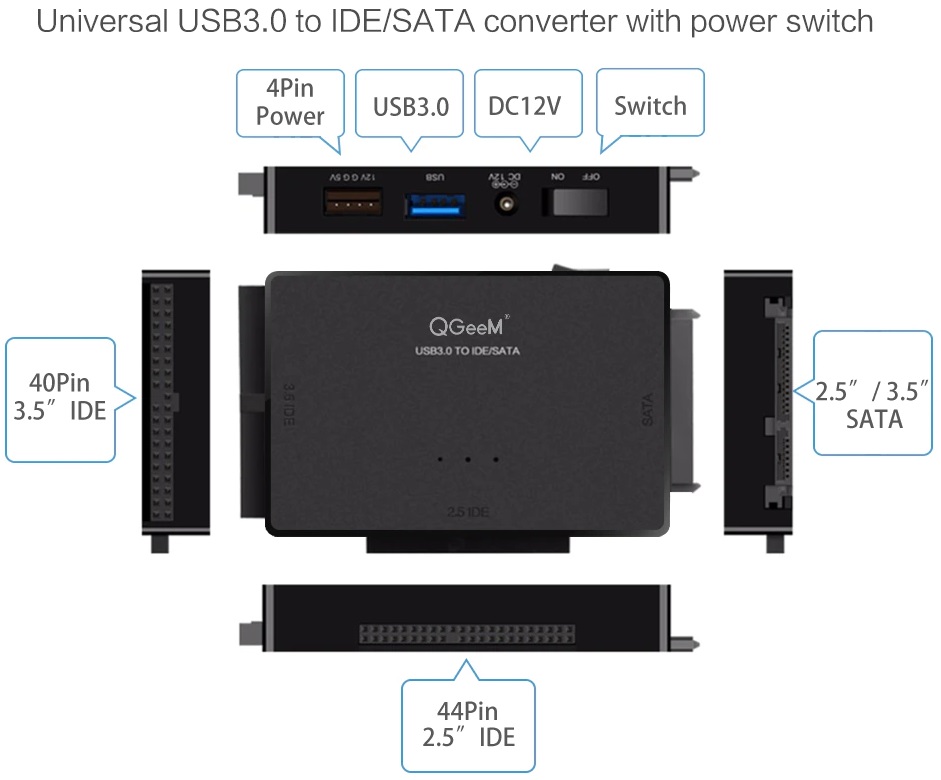 Universal USB3.0 to IDE/SATA converter with power switch
4Pin
Power
USB3.0
DC12V
Switch
12V G G 5V
USB
DC 12V
ON
OFF
QGeeM®
USB3.0 TO IDE/SATA
3.5 IDE
SATA
2.5 IDE
40Pin
3.5" IDE
2.5" / 3.5"
SATA
44Pin
2.5" IDE